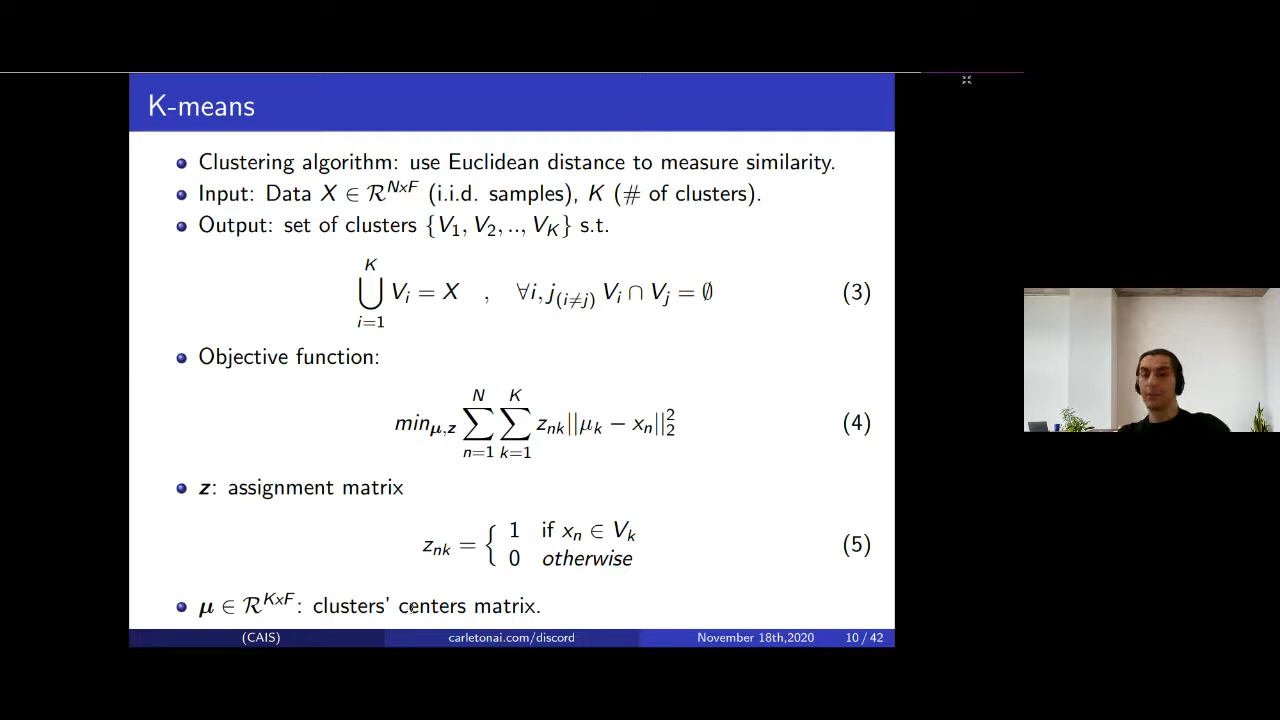 K-means
Clustering algorithm: use Euclidean distance to measure similarity.
Input: Data X ∈ ℛ^{NxF} (i.i.d. samples), K (# of clusters).
Output: set of clusters {V_1, V_2, .., V_K} s.t.
⋃_{i=1}^{K} V_i = X , ∀i, j_{(i≠j)} V_i ∩ V_j = ∅ (3)
Objective function:
min_{μ,z} ∑_{n=1}^{N} ∑_{k=1}^{K} z_{nk}||μ_k − x_n||_2^2 (4)
z: assignment matrix
z_{nk} = { 1 if x_n ∈ V_k
0 otherwise (5)
μ ∈ ℛ^{KxF}: clusters' centers matrix.
(CAIS) carletonai.com/discord November 18th,2020 10 / 42